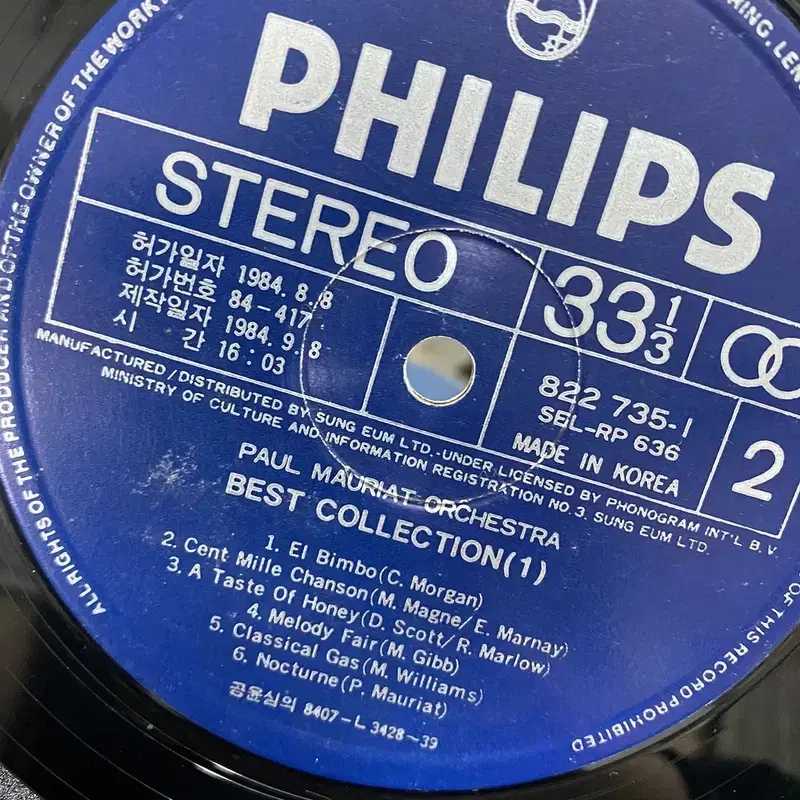 PHILIPS
STEREO
33 1/3
허가일자 1984. 8. 8
허가번호 84-417
제작일자 1984. 9. 8
시 간 16 : 03
822 735-1
SEL-RP 636
MADE IN KOREA
2
MANUFACTURED / DISTRIBUTED BY SUNG EUM LTD.-UNDER LICENSED BY PHONOGRAM INT'L B. V.
MINISTRY OF CULTURE AND INFORMATION REGISTRATION NO. 3. SUNG EUM LTD.
PAUL MAURIAT ORCHESTRA
BEST COLLECTION(1)
1. El Bimbo(C. Morgan)
2. Cent Mille Chanson(M. Magne/E. Marnay)
3. A Taste Of Honey(D. Scott/R. Marlow)
4. Melody Fair(M. Gibb)
5. Classical Gas(M. Williams)
6. Nocturne(P. Mauriat)
공윤심의 8407-L 3428-39
ALL RIGHTS OF THE PRODUCER AND OF THE OWNER OF THE WORK
OF THIS RECORD PROHIBITED